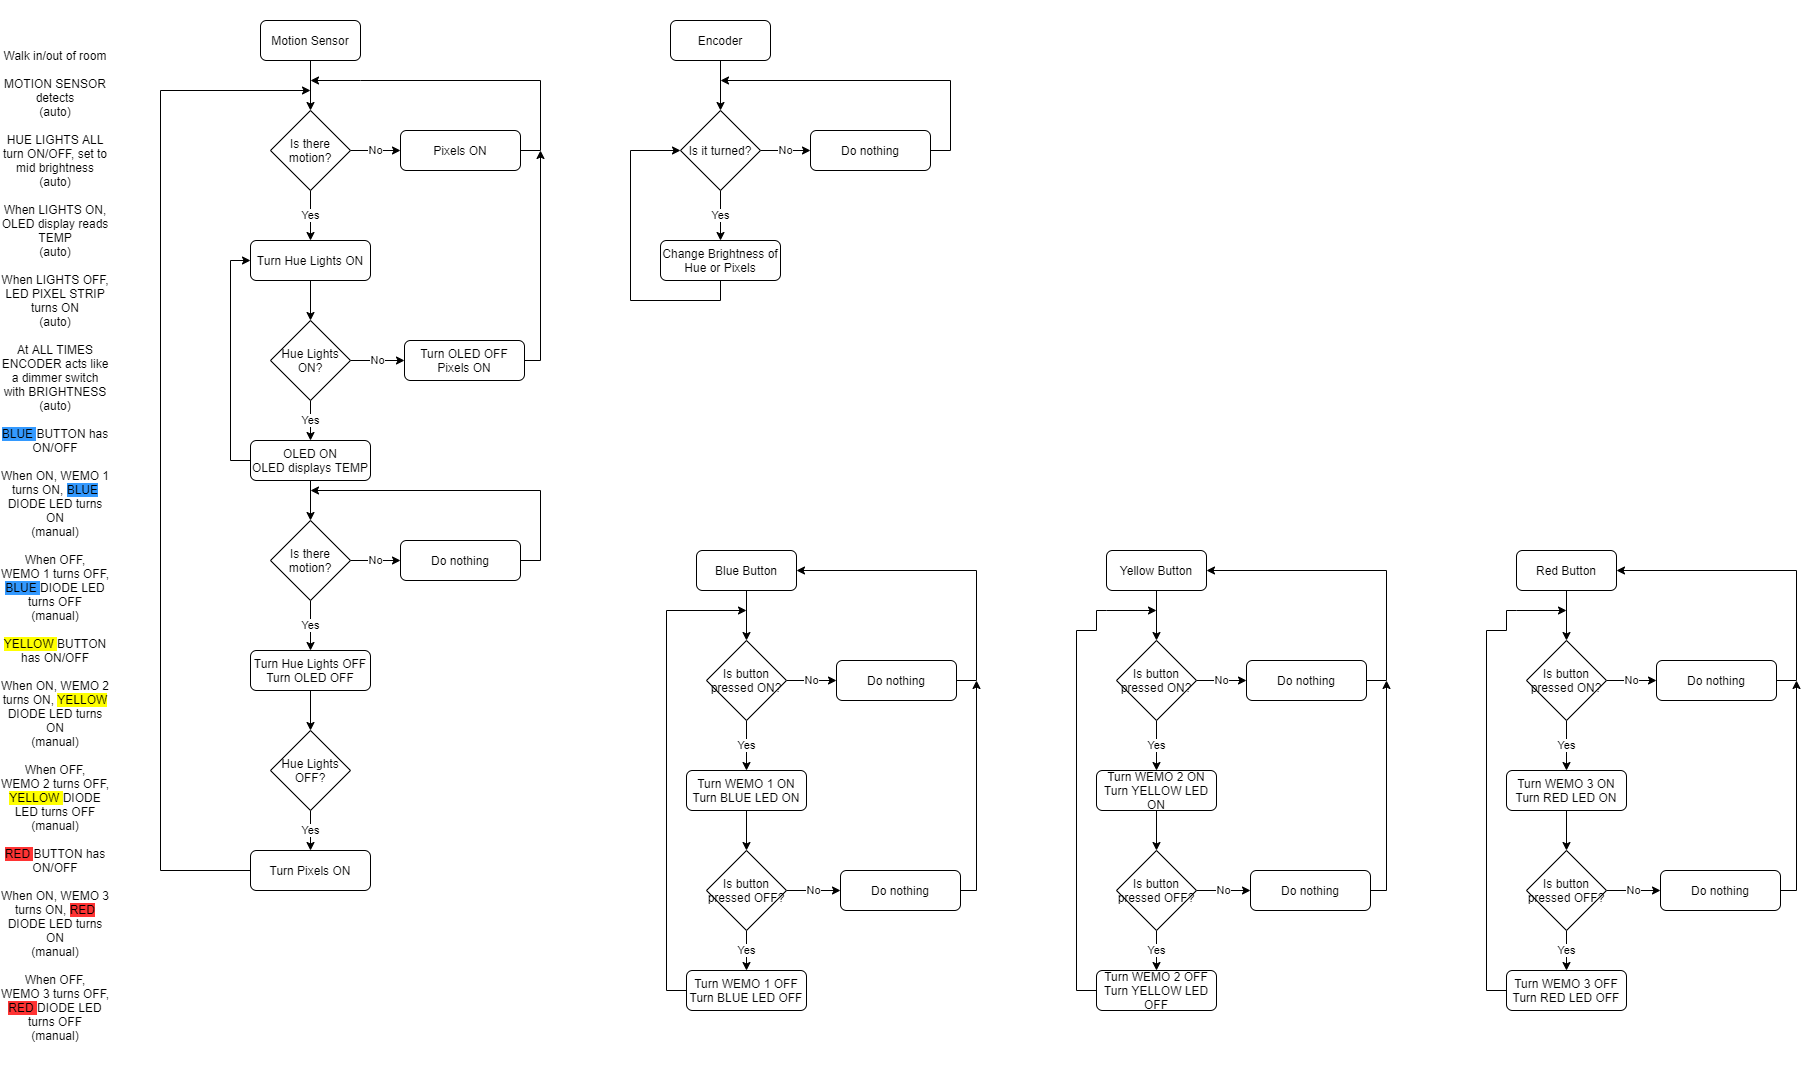 Walk in/out of room
MOTION SENSOR
detects
(auto)
HUE LIGHTS ALL
turn ON/OFF, set to
mid brightness
(auto)
When LIGHTS ON,
OLED display reads
TEMP
(auto)
When LIGHTS OFF,
LED PIXEL STRIP
turns ON
(auto)
At ALL TIMES
ENCODER acts like
a dimmer switch
with BRIGHTNESS
(auto)
BLUE BUTTON has
ON/OFF
When ON, WEMO 1
turns ON, BLUE
DIODE LED turns
ON
(manual)
When OFF,
WEMO 1 turns OFF,
BLUE DIODE LED
turns OFF
(manual)
YELLOW BUTTON
has ON/OFF
When ON, WEMO 2
turns ON, YELLOW
DIODE LED turns
ON
(manual)
When OFF,
WEMO 2 turns OFF,
YELLOW DIODE
LED turns OFF
(manual)
RED BUTTON has
ON/OFF
When ON, WEMO 3
turns ON, RED
DIODE LED turns
ON
(manual)
When OFF,
WEMO 3 turns OFF,
RED DIODE LED
turns OFF
(manual)
Motion Sensor
Is there
motion?
No
Pixels ON
Yes
Turn Hue Lights ON
Hue Lights
ON?
No
Turn OLED OFF
Pixels ON
Yes
OLED ON
OLED displays TEMP
Is there
motion?
No
Do nothing
Yes
Turn Hue Lights OFF
Turn OLED OFF
Hue Lights
OFF?
Yes
Turn Pixels ON
Encoder
Is it turned?
No
Do nothing
Yes
Change Brightness of
Hue or Pixels
Blue Button
Is button
pressed ON?
No
Do nothing
Yes
Turn WEMO 1 ON
Turn BLUE LED ON
Is button
pressed OFF?
No
Do nothing
Yes
Turn WEMO 1 OFF
Turn BLUE LED OFF
Yellow Button
Is button
pressed ON?
No
Do nothing
Yes
Turn WEMO 2 ON
Turn YELLOW LED
ON
Is button
pressed OFF?
No
Do nothing
Yes
Turn WEMO 2 OFF
Turn YELLOW LED
OFF
Red Button
Is button
pressed ON?
No
Do nothing
Yes
Turn WEMO 3 ON
Turn RED LED ON
Is button
pressed OFF?
No
Do nothing
Yes
Turn WEMO 3 OFF
Turn RED LED OFF